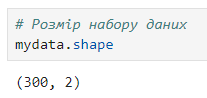 # Розмір набору даних
mydata.shape
(300, 2)